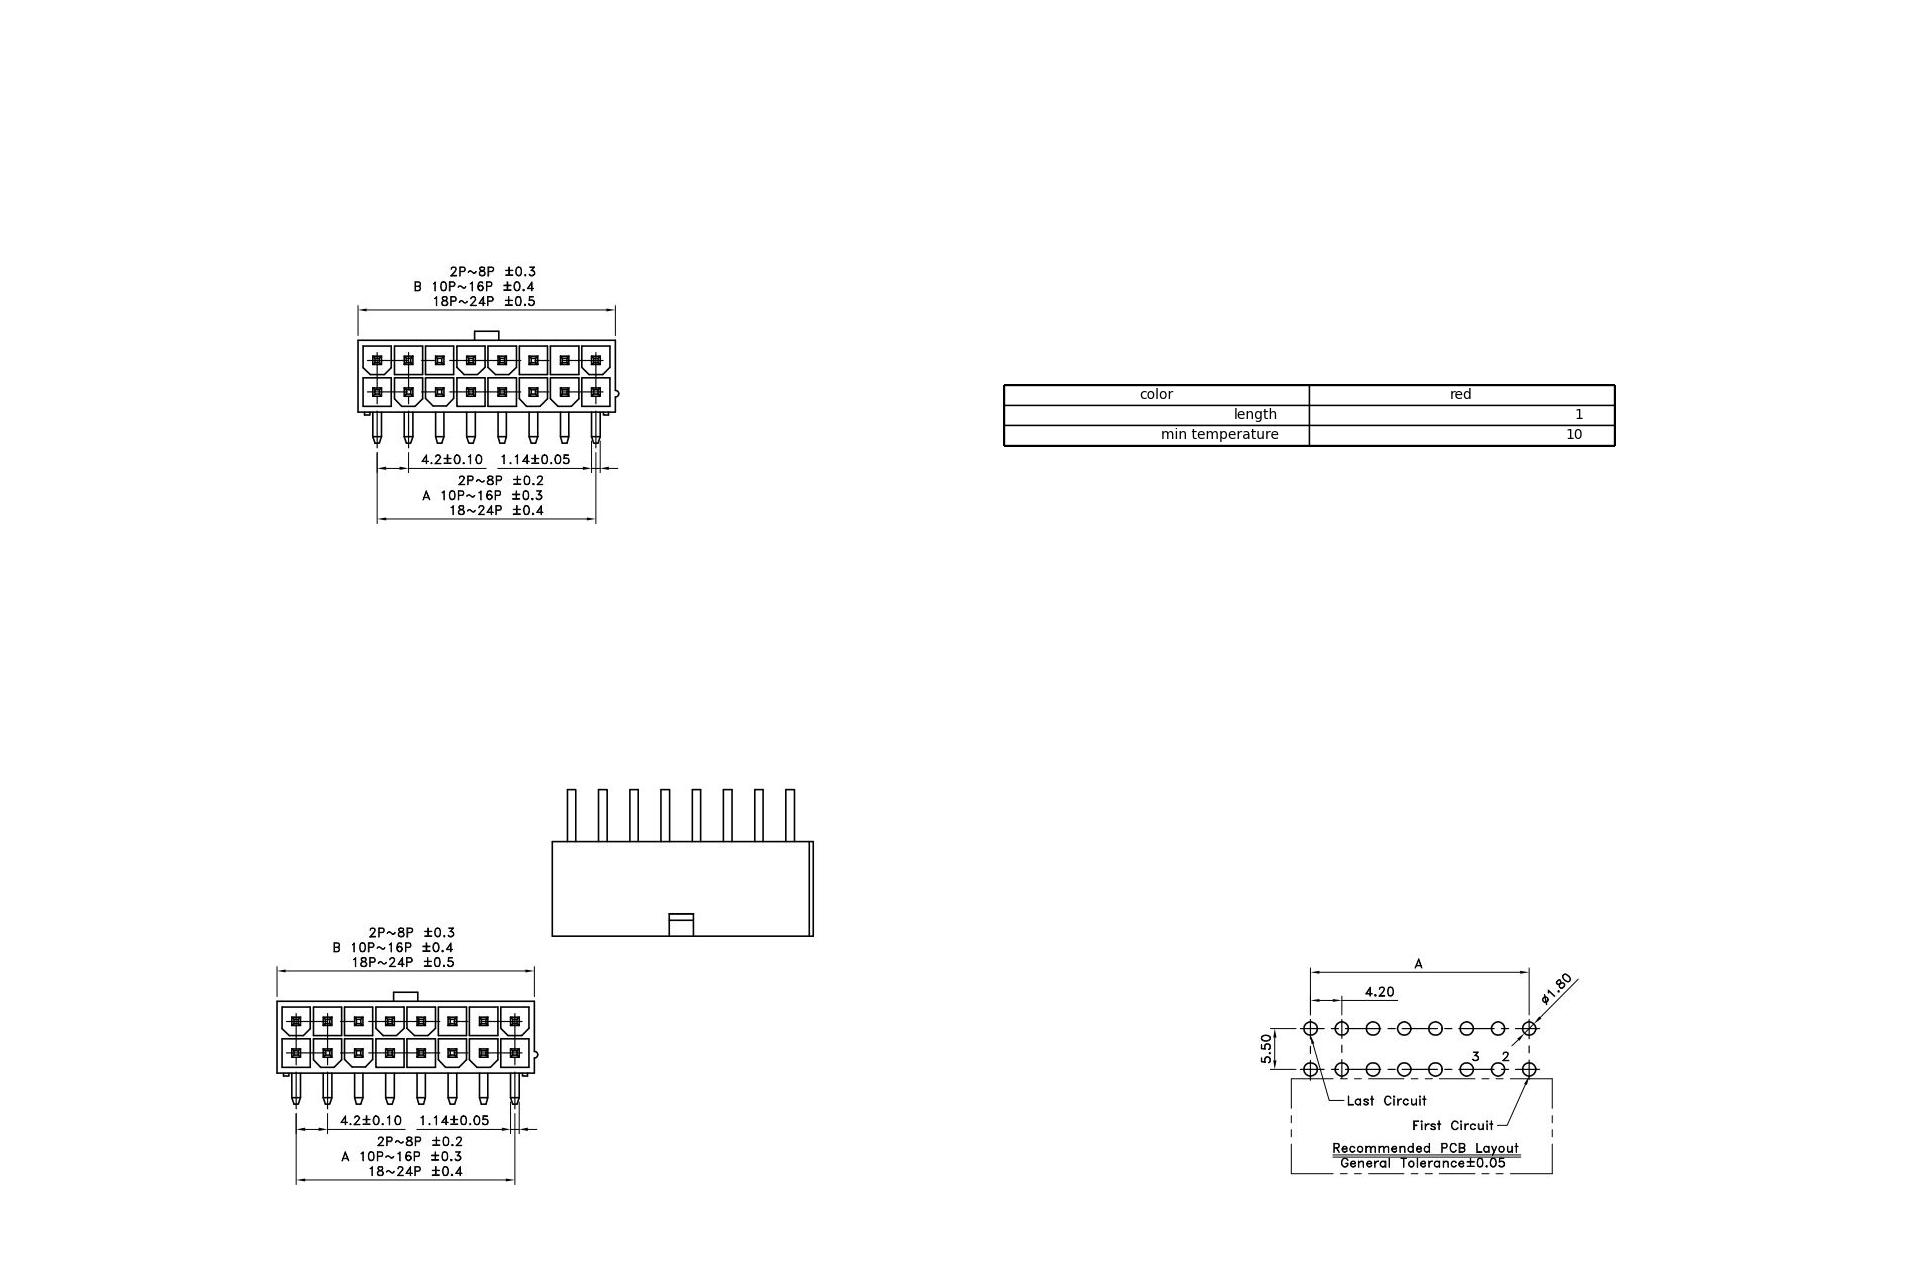 2P~8P ±0.3
B 10P~16P ±0.4
18P~24P ±0.5
4.2±0.10 1.14±0.05
2P~8P ±0.2
A 10P~16P ±0.3
18~24P ±0.4
color red
length 1
min temperature 10
2P~8P ±0.3
B 10P~16P ±0.4
18P~24P ±0.5
4.2±0.10 1.14±0.05
2P~8P ±0.2
A 10P~16P ±0.3
18~24P ±0.4
A
4.20
ø1.80
5.50
3 2
Last Circuit
First Circuit
Recommended PCB Layout
General Tolerance±0.05